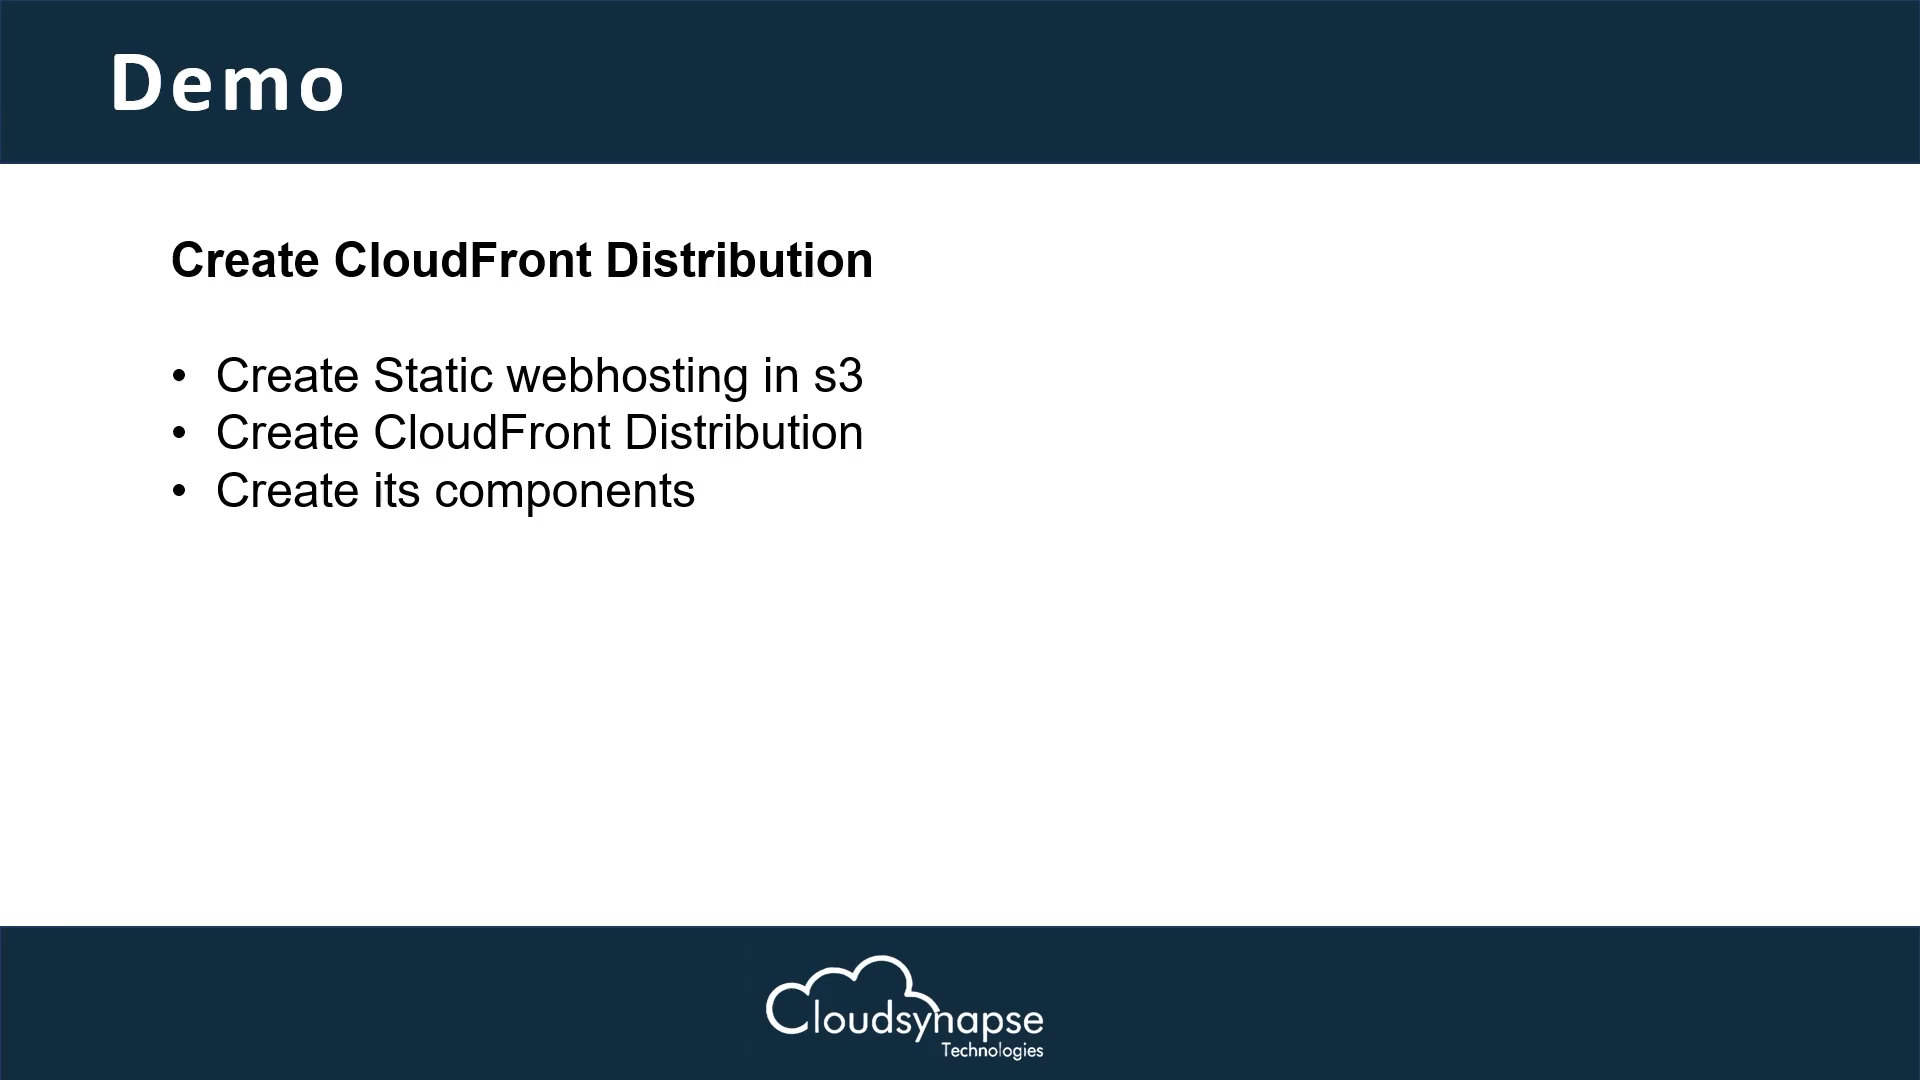 Demo
Create CloudFront Distribution
• Create Static webhosting in s3
• Create CloudFront Distribution
• Create its components
Cloudsynapse
Technologies